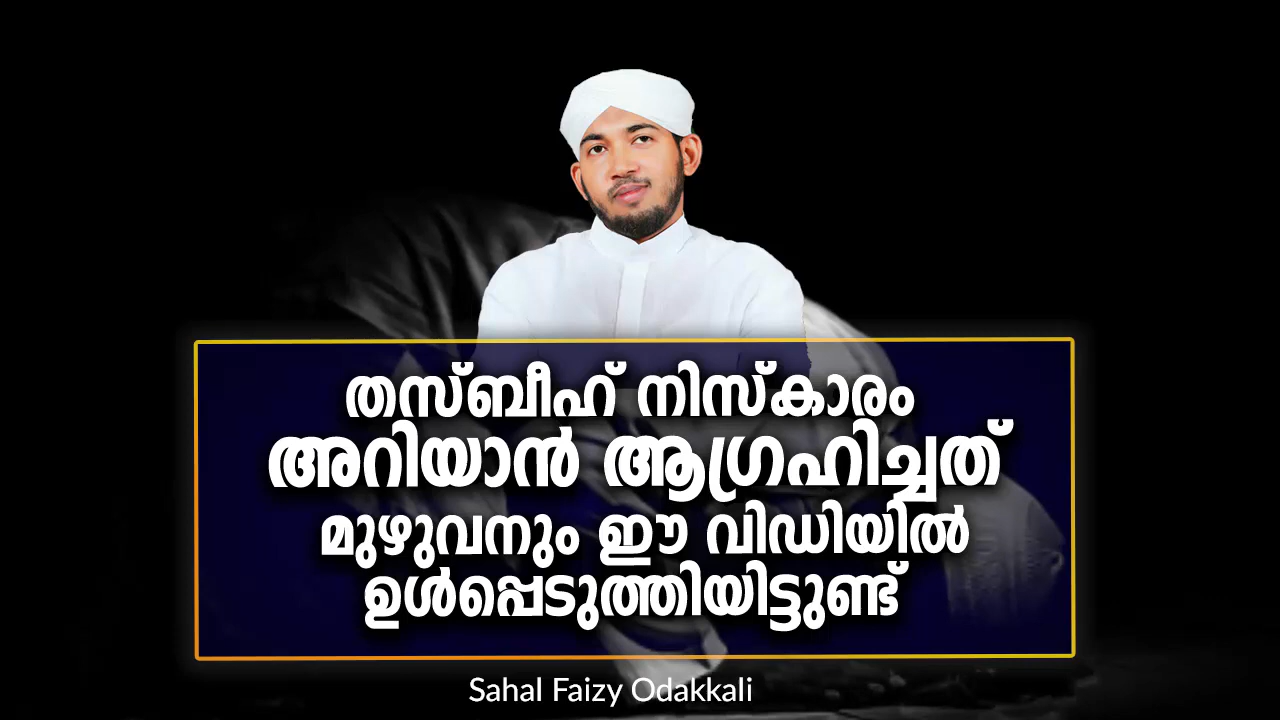 തസ്ബീഹ് നിസ്കാരം
അറിയാൻ ആഗ്രഹിച്ചത്
മുഴുവനും ഈ വിഡിയിൽ
ഉൾപ്പെടുത്തിയിട്ടുണ്ട്
Sahal Faizy Odakkali